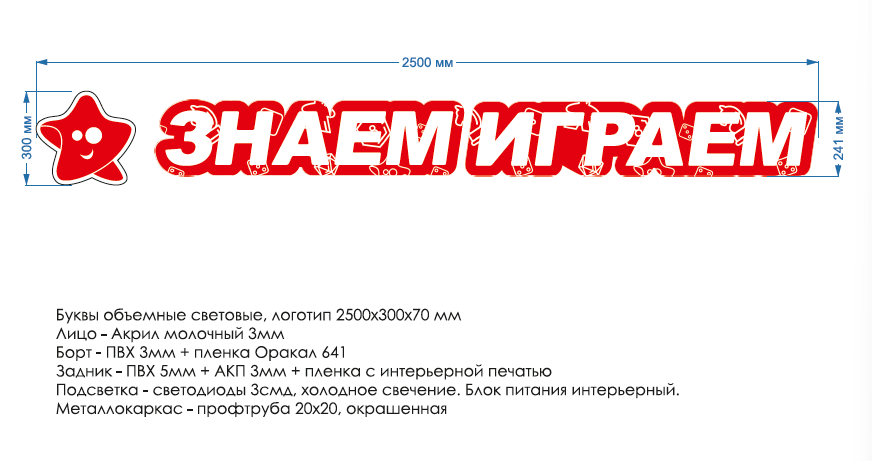 2500 мм
300 мм
ЗНАЕМ ИГРАЕМ
241 мм
Буквы объемные световые, логотип 2500х300х70 мм
Лицо - Акрил молочный 3мм
Борт - ПВХ 3мм + пленка Оракал 641
Задник - ПВХ 5мм + АКП 3мм + пленка с интерьерной печатью
Подсветка - светодиоды 3смд, холодное свечение. Блок питания интерьерный.
Металлокаркас - профтруба 20х20, окрашенная